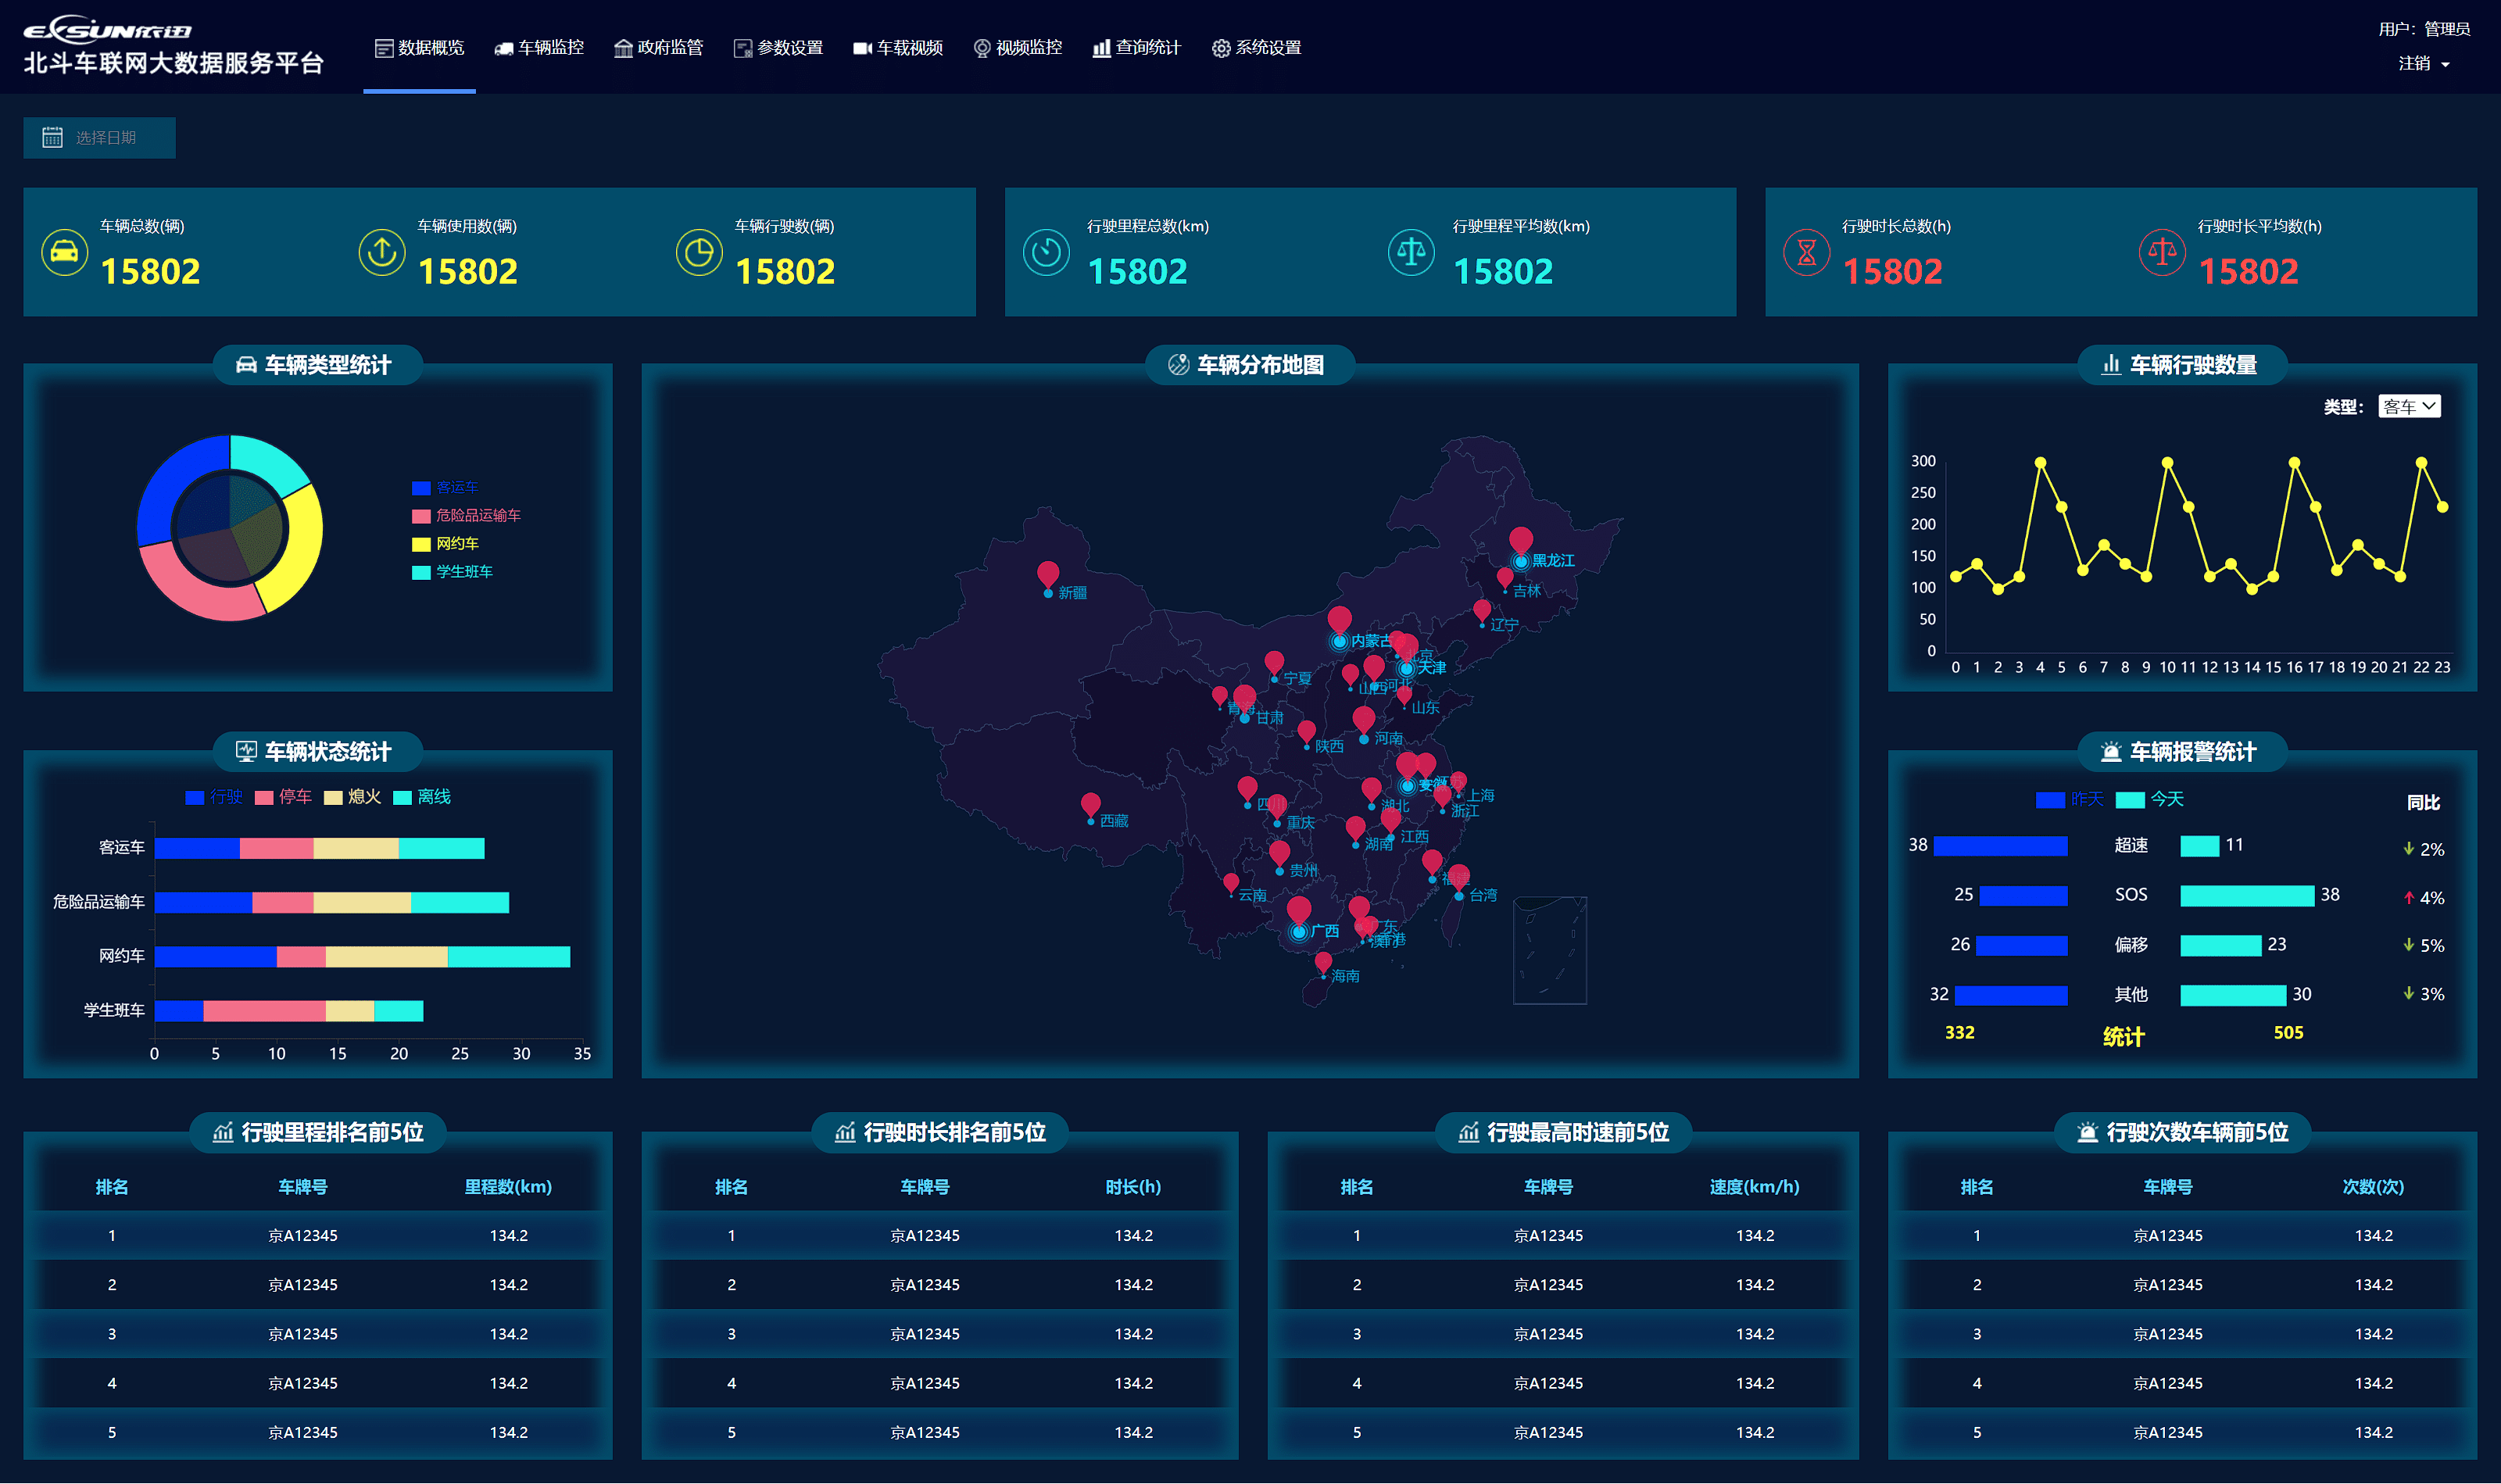 EXSUN依迅
北斗车联网大数据服务平台
数据概览 车辆监控 政府监管 参数设置 车载视频 视频监控 查询统计 系统设置
用户：管理员
注销
选择日期
车辆总数(辆) 车辆使用数(辆) 车辆行驶数(辆) 行驶里程总数(km) 行驶里程平均数(km) 行驶时长总数(h) 行驶时长平均数(h)
15802 15802 15802 15802 15802 15802 15802
车辆类型统计
客运车
危险品运输车
网约车
学生班车
车辆状态统计
行驶 停车 熄火 离线
客运车
危险品运输车
网约车
学生班车
0 5 10 15 20 25 30 35
车辆分布地图
黑龙江
新疆
吉林
辽宁
内蒙古
北京
天津
宁夏
山西
河北
青海
甘肃
山东
陕西
河南
安徽
江苏
四川
湖北
上海
浙江
西藏
重庆
湖南
江西
贵州
福建
云南
台湾
广西
广东
澳门
香港
海南
车辆行驶数量
类型： 客车
300
250
200
150
100
50
0
0 1 2 3 4 5 6 7 8 9 10 11 12 13 14 15 16 17 18 19 20 21 22 23
车辆报警统计
昨天 今天 同比
38 超速 11 2%
25 SOS 38 4%
26 偏移 23 5%
32 其他 30 3%
332 统计 505
行驶里程排名前5位
排名 车牌号 里程数(km)
1 京A12345 134.2
2 京A12345 134.2
3 京A12345 134.2
4 京A12345 134.2
5 京A12345 134.2
行驶时长排名前5位
排名 车牌号 时长(h)
1 京A12345 134.2
2 京A12345 134.2
3 京A12345 134.2
4 京A12345 134.2
5 京A12345 134.2
行驶最高时速前5位
排名 车牌号 速度(km/h)
1 京A12345 134.2
2 京A12345 134.2
3 京A12345 134.2
4 京A12345 134.2
5 京A12345 134.2
行驶次数车辆前5位
排名 车牌号 次数(次)
1 京A12345 134.2
2 京A12345 134.2
3 京A12345 134.2
4 京A12345 134.2
5 京A12345 134.2